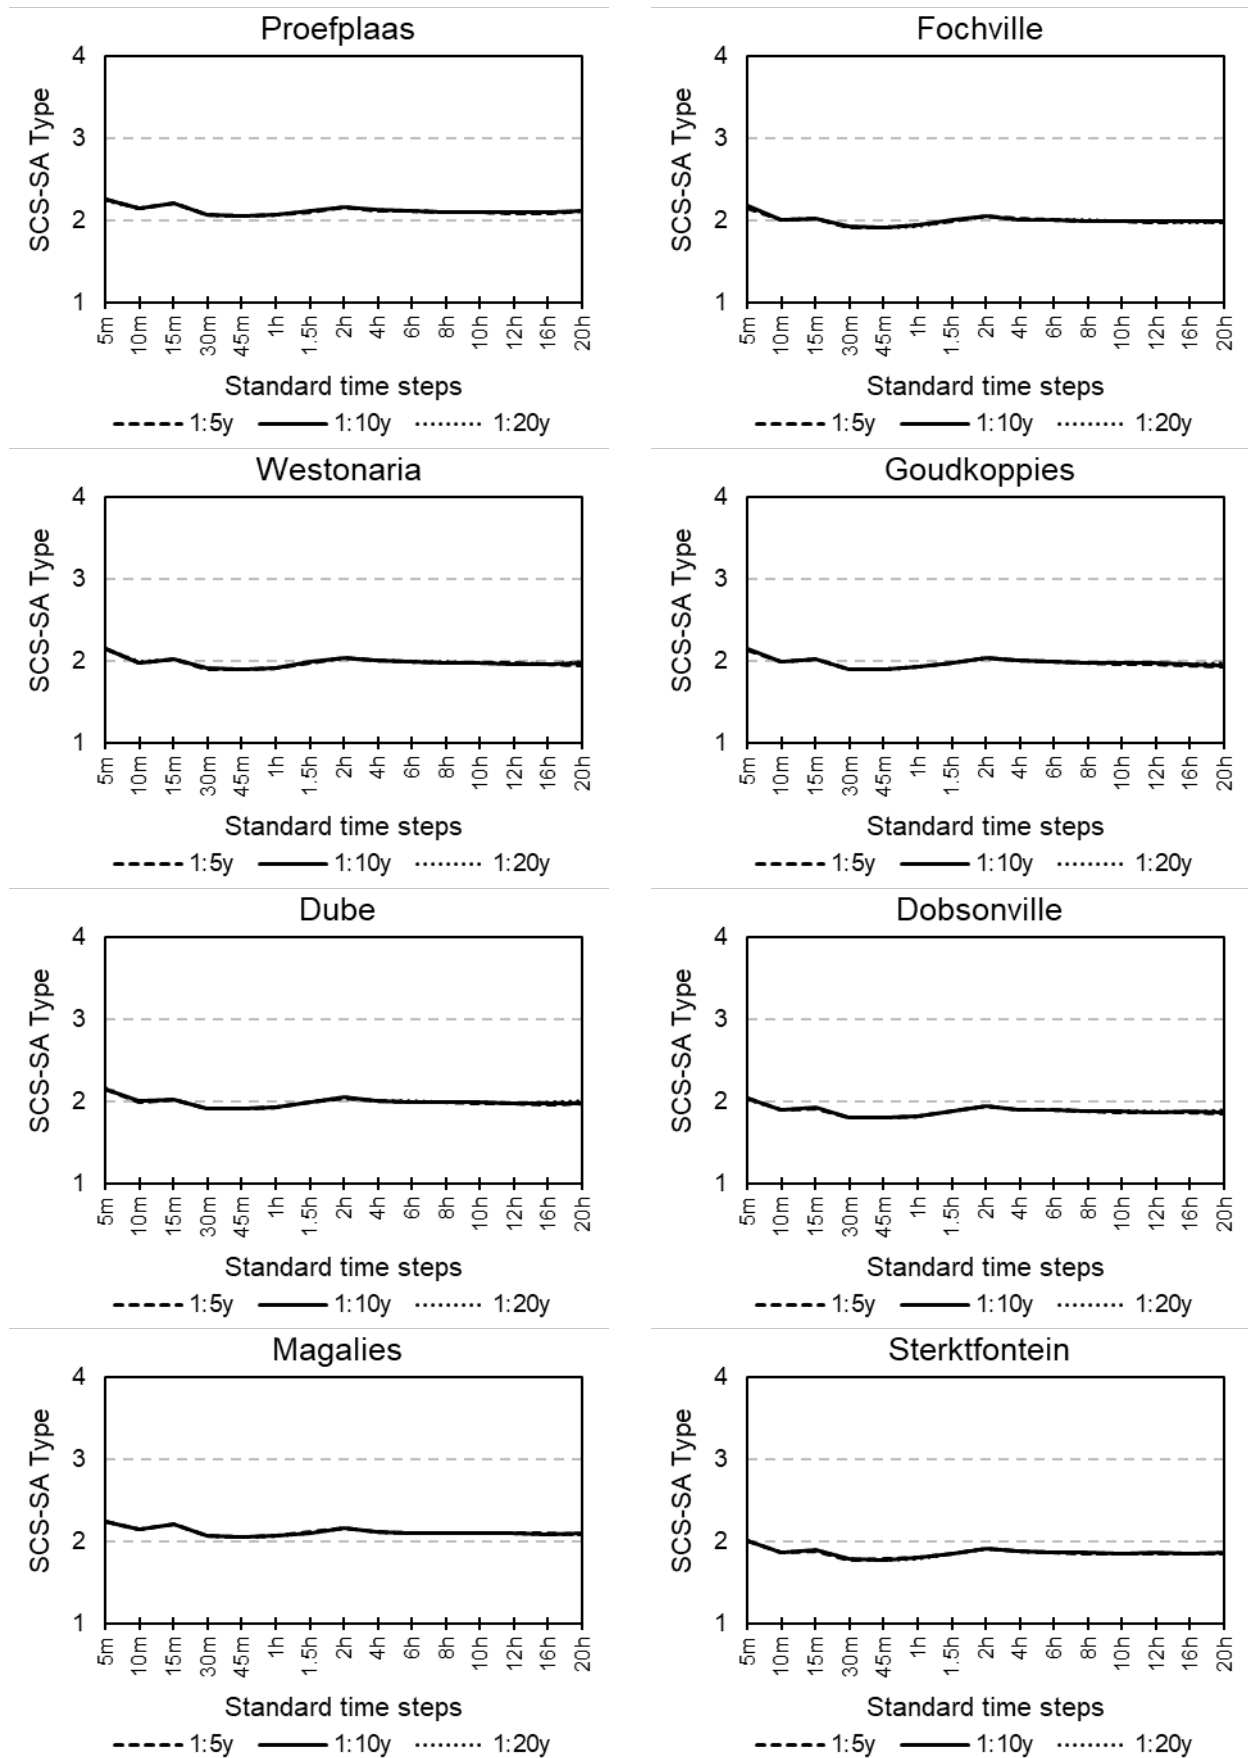 Proefplaas
4
3
2
1
SCS-SA Type
5m 10m 15m 30m 45m 1h 1.5h 2h 4h 6h 8h 10h 12h 16h 20h
Standard time steps
1:5y 1:10y 1:20y
Fochville
4
3
2
1
SCS-SA Type
5m 10m 15m 30m 45m 1h 1.5h 2h 4h 6h 8h 10h 12h 16h 20h
Standard time steps
1:5y 1:10y 1:20y
Westonaria
4
3
2
1
SCS-SA Type
5m 10m 15m 30m 45m 1h 1.5h 2h 4h 6h 8h 10h 12h 16h 20h
Standard time steps
1:5y 1:10y 1:20y
Goudkoppies
4
3
2
1
SCS-SA Type
5m 10m 15m 30m 45m 1h 1.5h 2h 4h 6h 8h 10h 12h 16h 20h
Standard time steps
1:5y 1:10y 1:20y
Dube
4
3
2
1
SCS-SA Type
5m 10m 15m 30m 45m 1h 1.5h 2h 4h 6h 8h 10h 12h 16h 20h
Standard time steps
1:5y 1:10y 1:20y
Dobsonville
4
3
2
1
SCS-SA Type
5m 10m 15m 30m 45m 1h 1.5h 2h 4h 6h 8h 10h 12h 16h 20h
Standard time steps
1:5y 1:10y 1:20y
Magalies
4
3
2
1
SCS-SA Type
5m 10m 15m 30m 45m 1h 1.5h 2h 4h 6h 8h 10h 12h 16h 20h
Standard time steps
1:5y 1:10y 1:20y
Sterktfontein
4
3
2
1
SCS-SA Type
5m 10m 15m 30m 45m 1h 1.5h 2h 4h 6h 8h 10h 12h 16h 20h
Standard time steps
1:5y 1:10y 1:20y